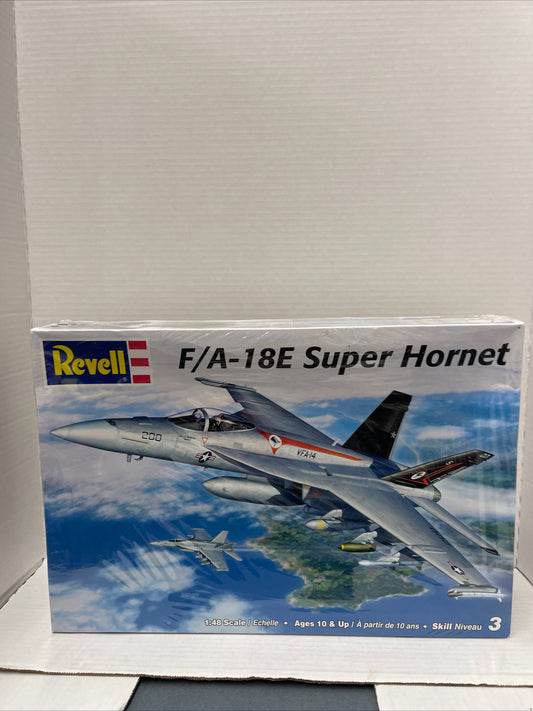 Revell
F/A-18E Super Hornet
200
VFA-14
1:48 Scale / Echelle • Ages 10 & Up / À partir de 10 ans • Skill Niveau 3